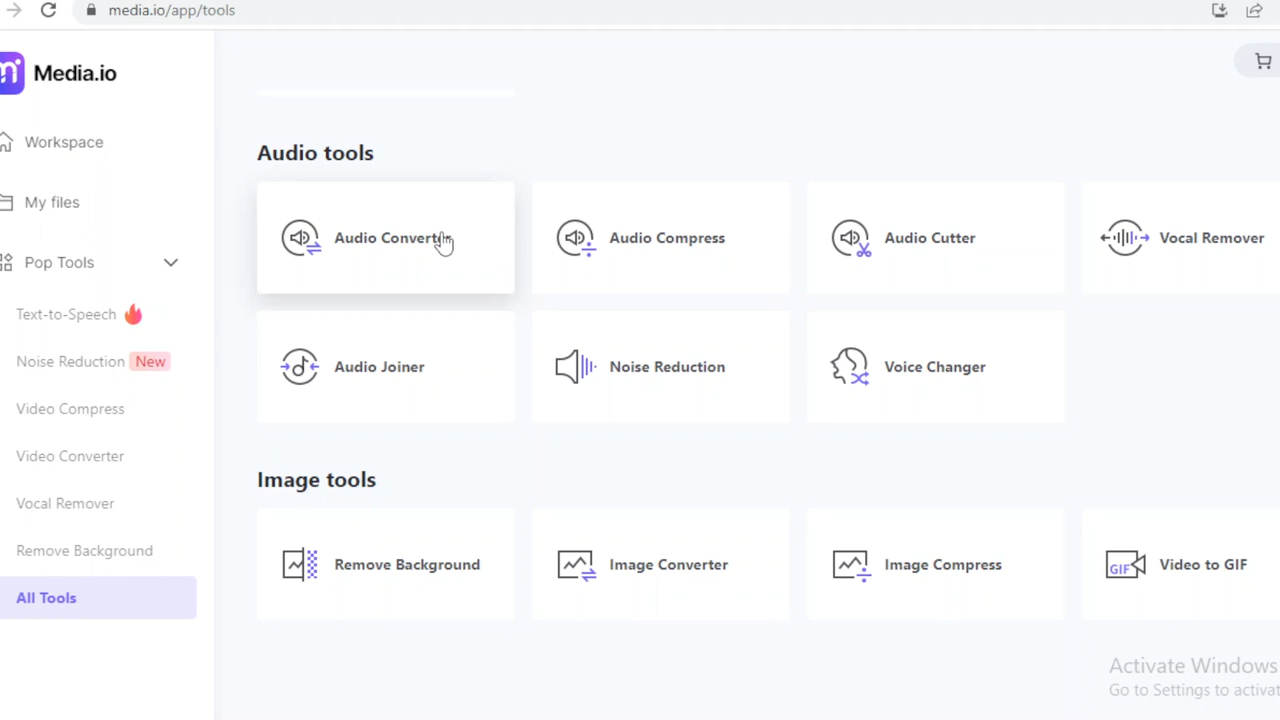 media.io/app/tools
Media.io
Workspace
My files
Pop Tools
Text-to-Speech
Noise Reduction New
Video Compress
Video Converter
Vocal Remover
Remove Background
All Tools
Audio tools
Audio Converter
Audio Compress
Audio Cutter
Vocal Remover
Audio Joiner
Noise Reduction
Voice Changer
Image tools
Remove Background
Image Converter
Image Compress
GIF
Video to GIF
Activate Windows
Go to Settings to activat